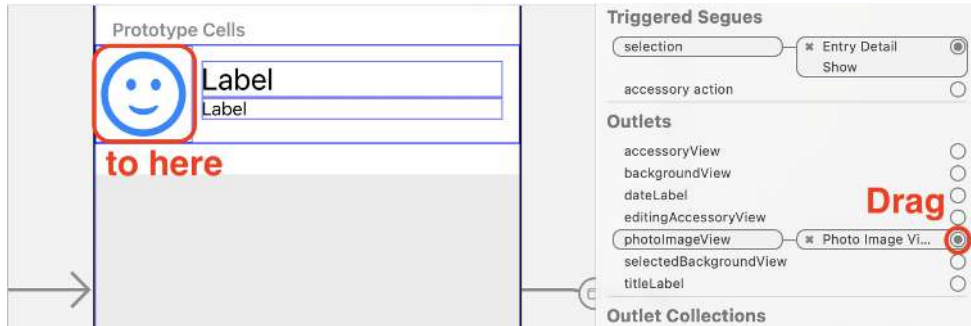 Prototype Cells
Label
Label
to here
Triggered Segues
selection
Entry Detail
Show
accessory action
Outlets
accessoryView
backgroundView
dateLabel
Drag
editingAccessoryView
photoImageView
Photo Image Vi...
selectedBackgroundView
titleLabel
Outlet Collections